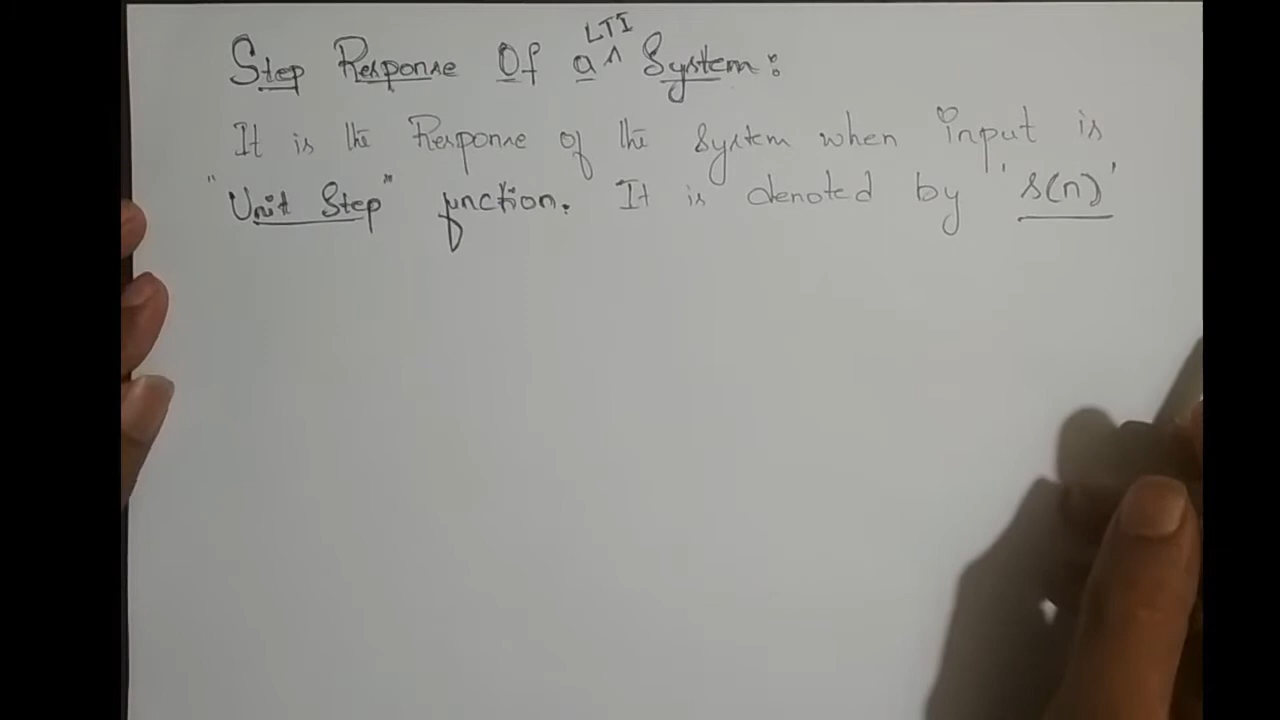 Step Response Of a LTI System:
It is the Response of the System when input is
"Unit Step" function. It is denoted by 's(n)'